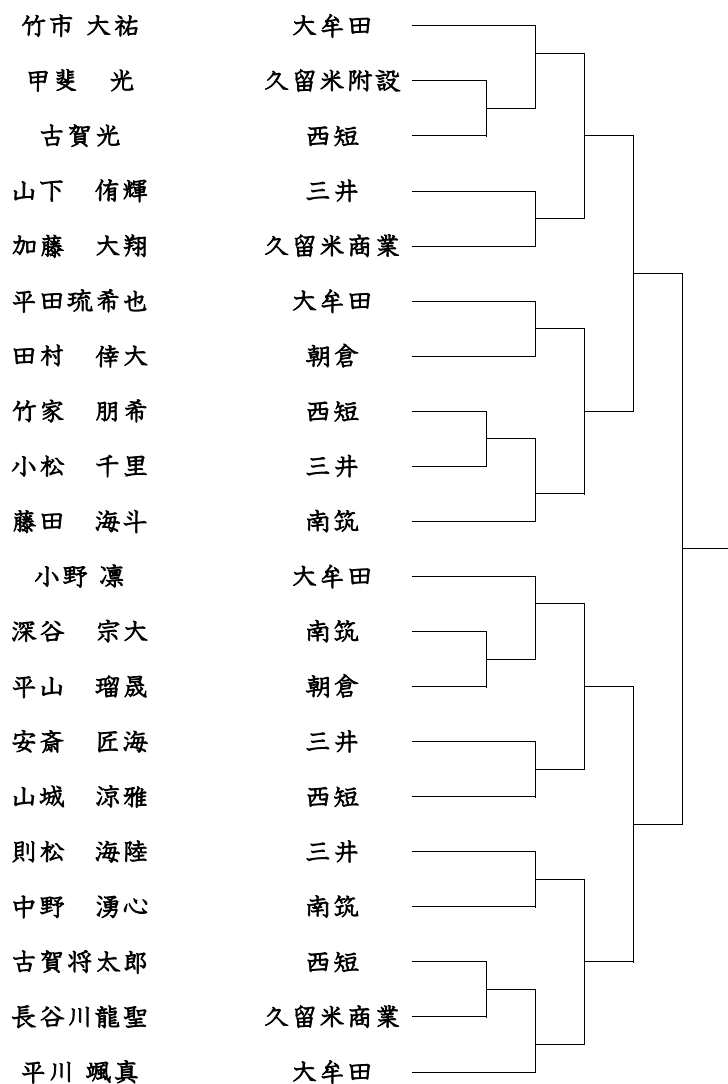 竹市 大祐 大牟田
甲斐 光 久留米附設
古賀光 西短
山下 侑輝 三井
加藤 大翔 久留米商業
平田琉希也 大牟田
田村 倖大 朝倉
竹家 朋希 西短
小松 千里 三井
藤田 海斗 南筑
小野 凛 大牟田
深谷 宗大 南筑
平山 瑠晟 朝倉
安斎 匠海 三井
山城 涼雅 西短
則松 海陸 三井
中野 湧心 南筑
古賀将太郎 西短
長谷川龍聖 久留米商業
平川 颯真 大牟田